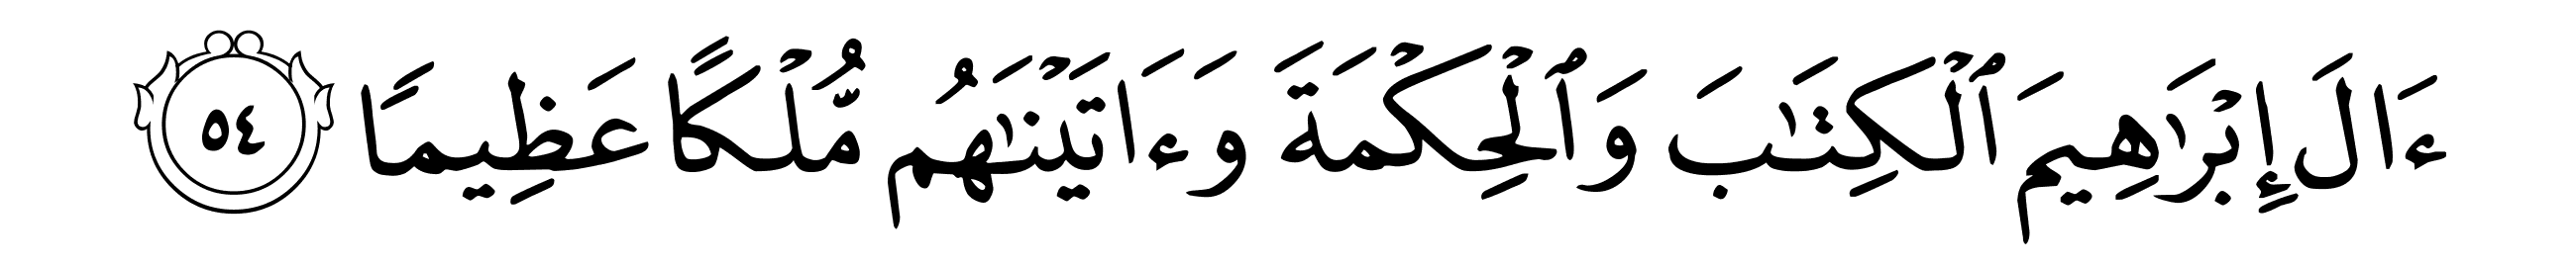 ءَالَ إِبْرَٰهِيمَ ٱلْكِتَٰبَ وَٱلْحِكْمَةَ وَءَاتَيْنَٰهُم مُّلْكًا عَظِيمًا ٥٤